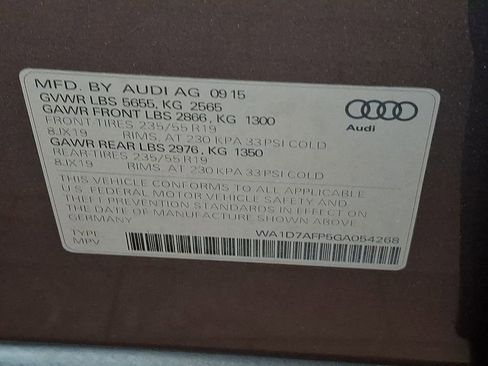 MFD. BY AUDI AG 09 15
GVWR LBS 5655, KG 2565
GAWR FRONT LBS 2866, KG 1300
FRONT-TIRES 235/55 R19
8JX19 RIMS, AT 230 KPA 33 PSI COLD
GAWR REAR LBS 2976, KG 1350
REAR-TIRES 235/55 R19
8JX19 RIMS, AT 230 KPA 33 PSI COLD
THIS VEHICLE CONFORMS TO ALL APPLICABLE
U.S. FEDERAL MOTOR VEHICLE SAFETY AND
THEFT PREVENTION STANDARDS IN EFFECT ON
THE DATE OF MANUFACTURE SHOWN ABOVE
GERMANY
TYPE: WA1D7AFP5GA054268
MPV
Audi